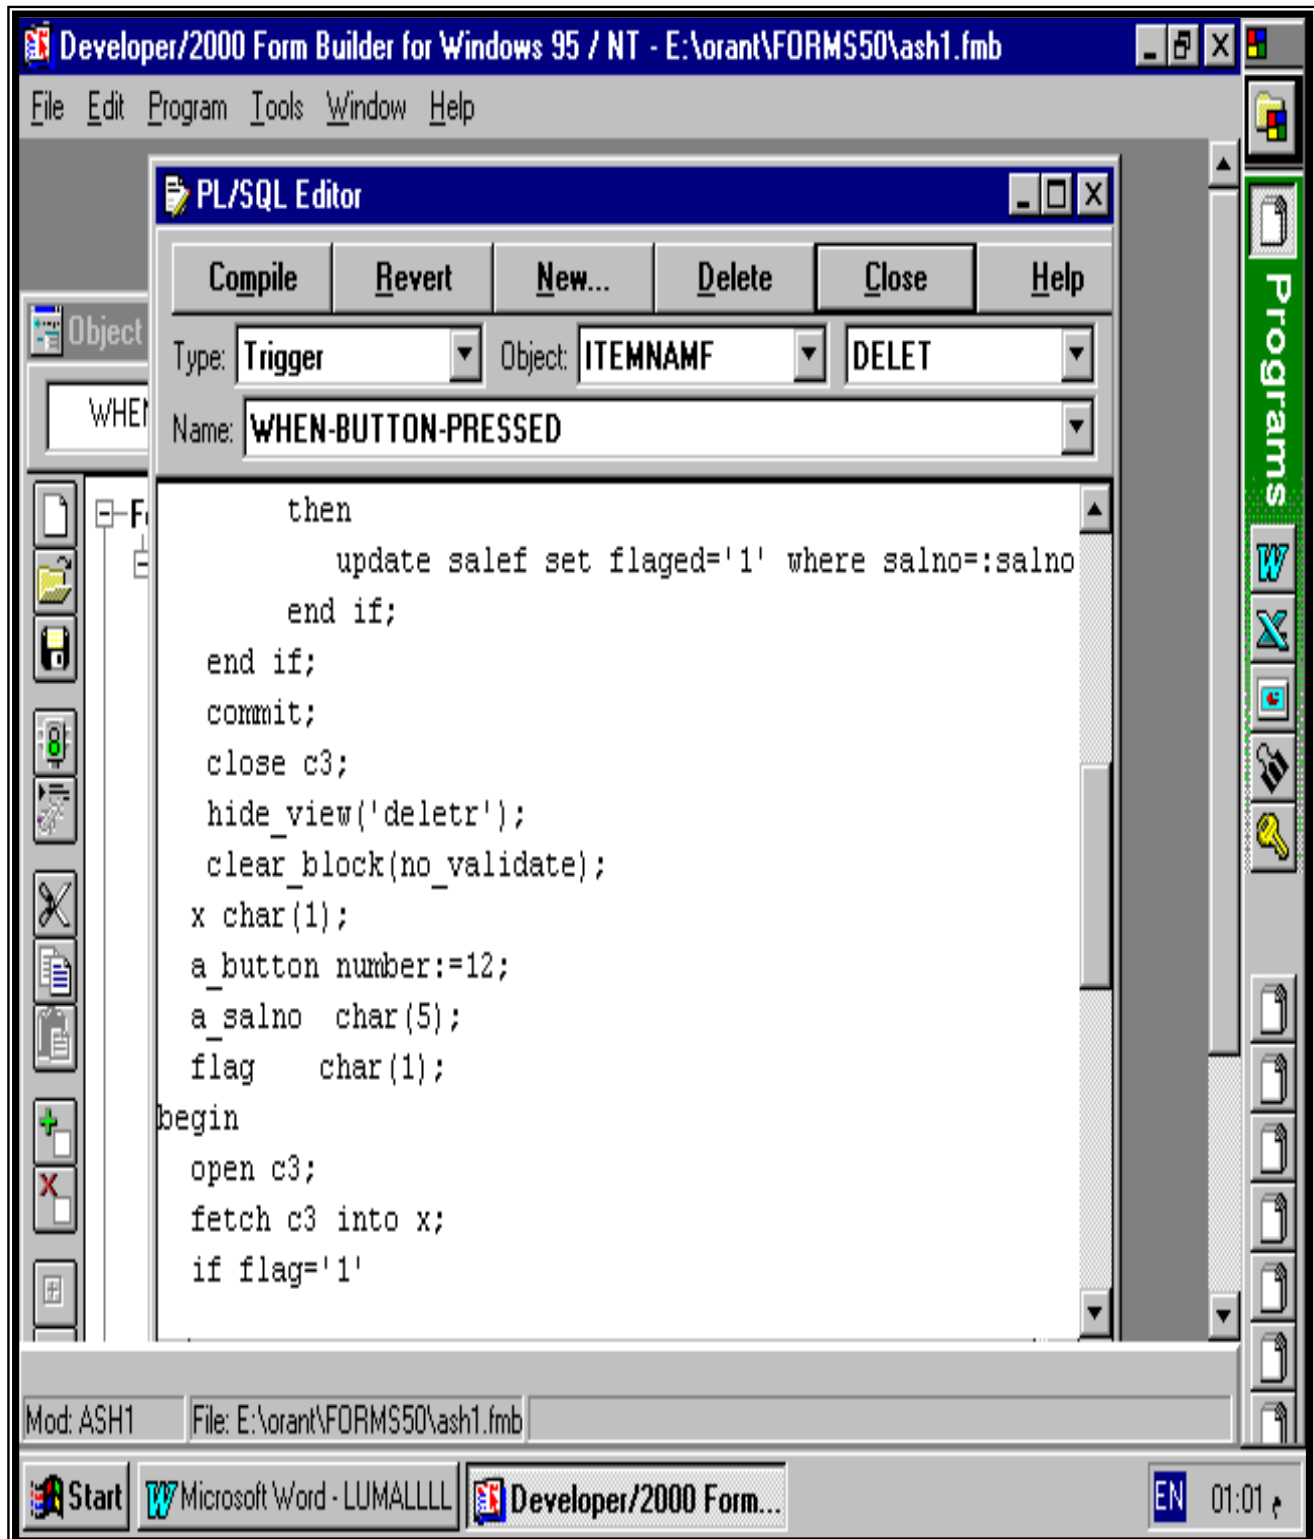 Developer/2000 Form Builder for Windows 95 / NT - E:\orant\FORMS50\ash1.fmb
File Edit Program Tools Window Help
PL/SQL Editor
Compile Revert New... Delete Close Help
Object
Type: Trigger Object: ITEMNAMF DELET
WHEN
Name: WHEN-BUTTON-PRESSED
Programs
then
update salef set flaged='1' where salno=:salno
end if;
end if;
commit;
close c3;
hide_view('deletr');
clear_block(no_validate);
x char(1);
a_button number:=12;
a_salno char(5);
flag char(1);
begin
open c3;
fetch c3 into x;
if flag='1'
Mod: ASH1 File: E:\orant\FORMS50\ash1.fmb
Start Microsoft Word - LUMALLLL Developer/2000 Form... EN 01:01 م